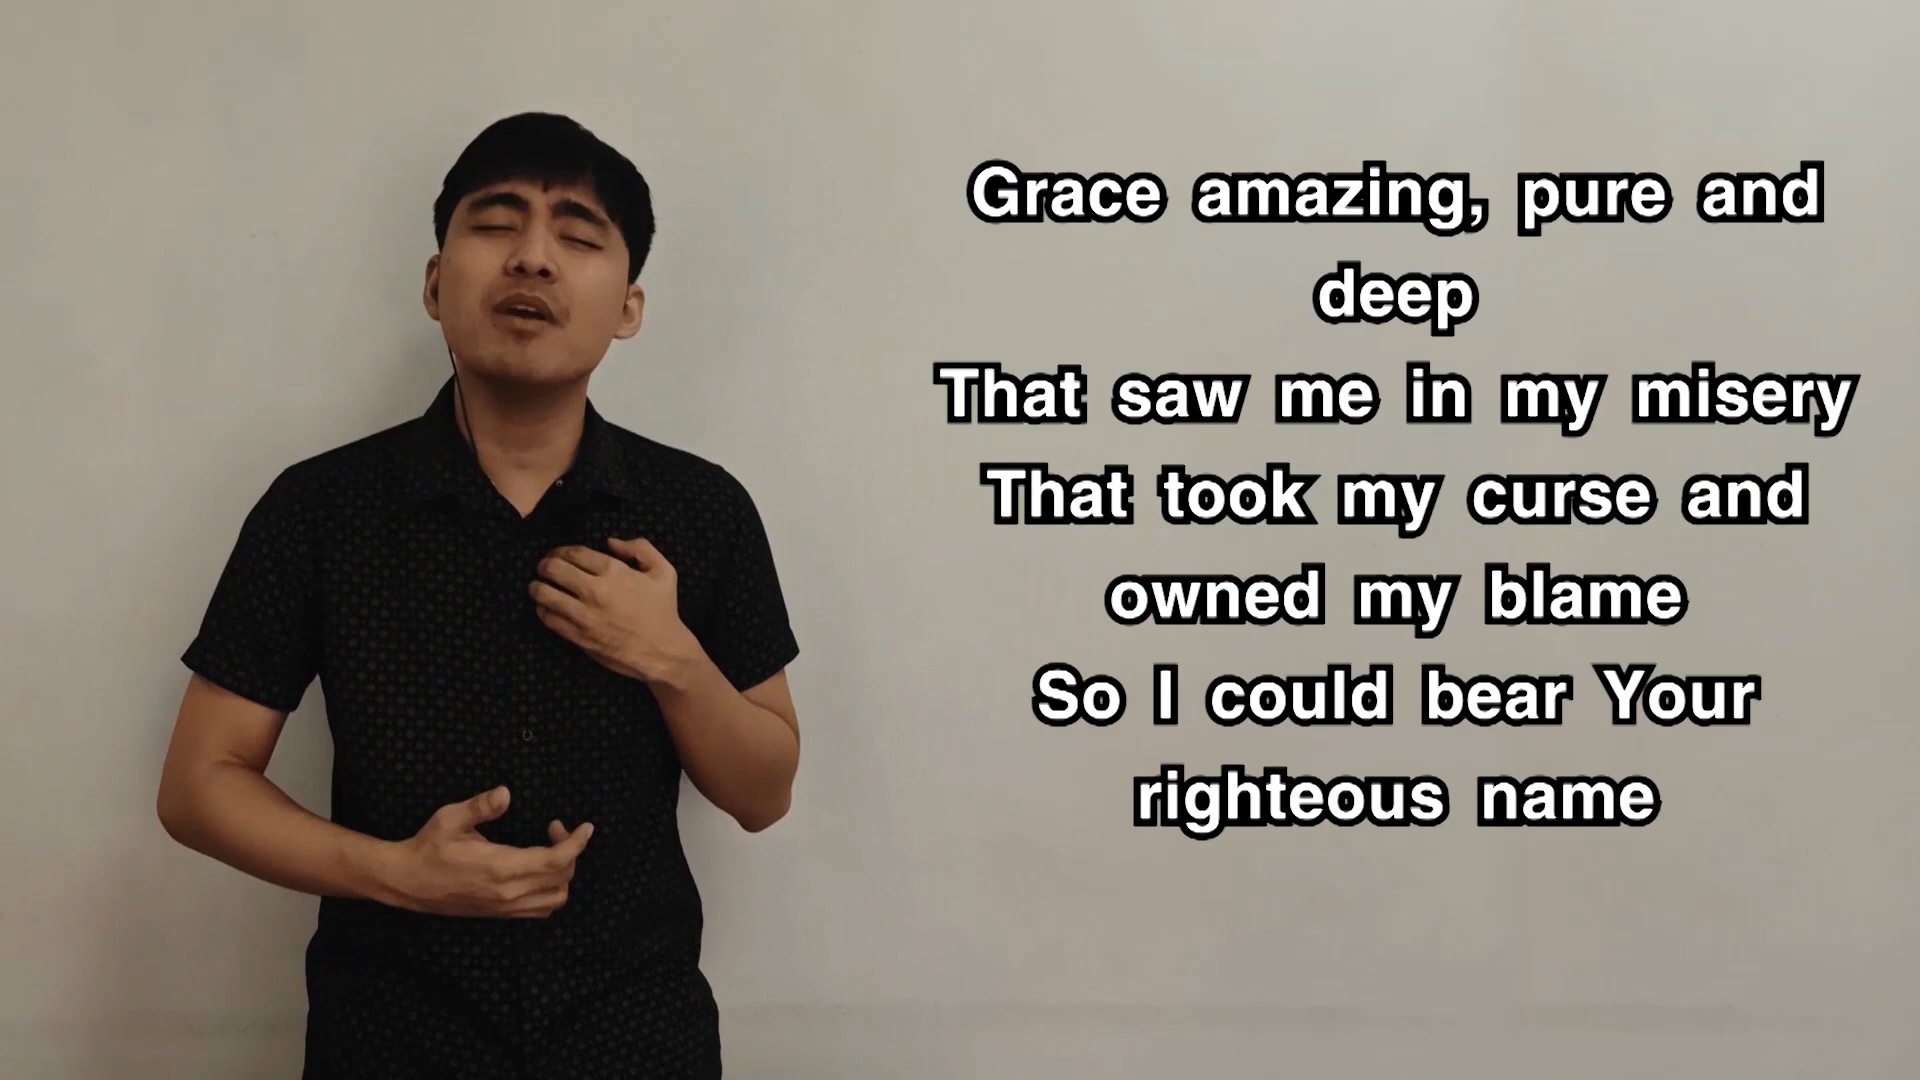 Grace amazing, pure and
deep
That saw me in my misery
That took my curse and
owned my blame
So I could bear Your
righteous name